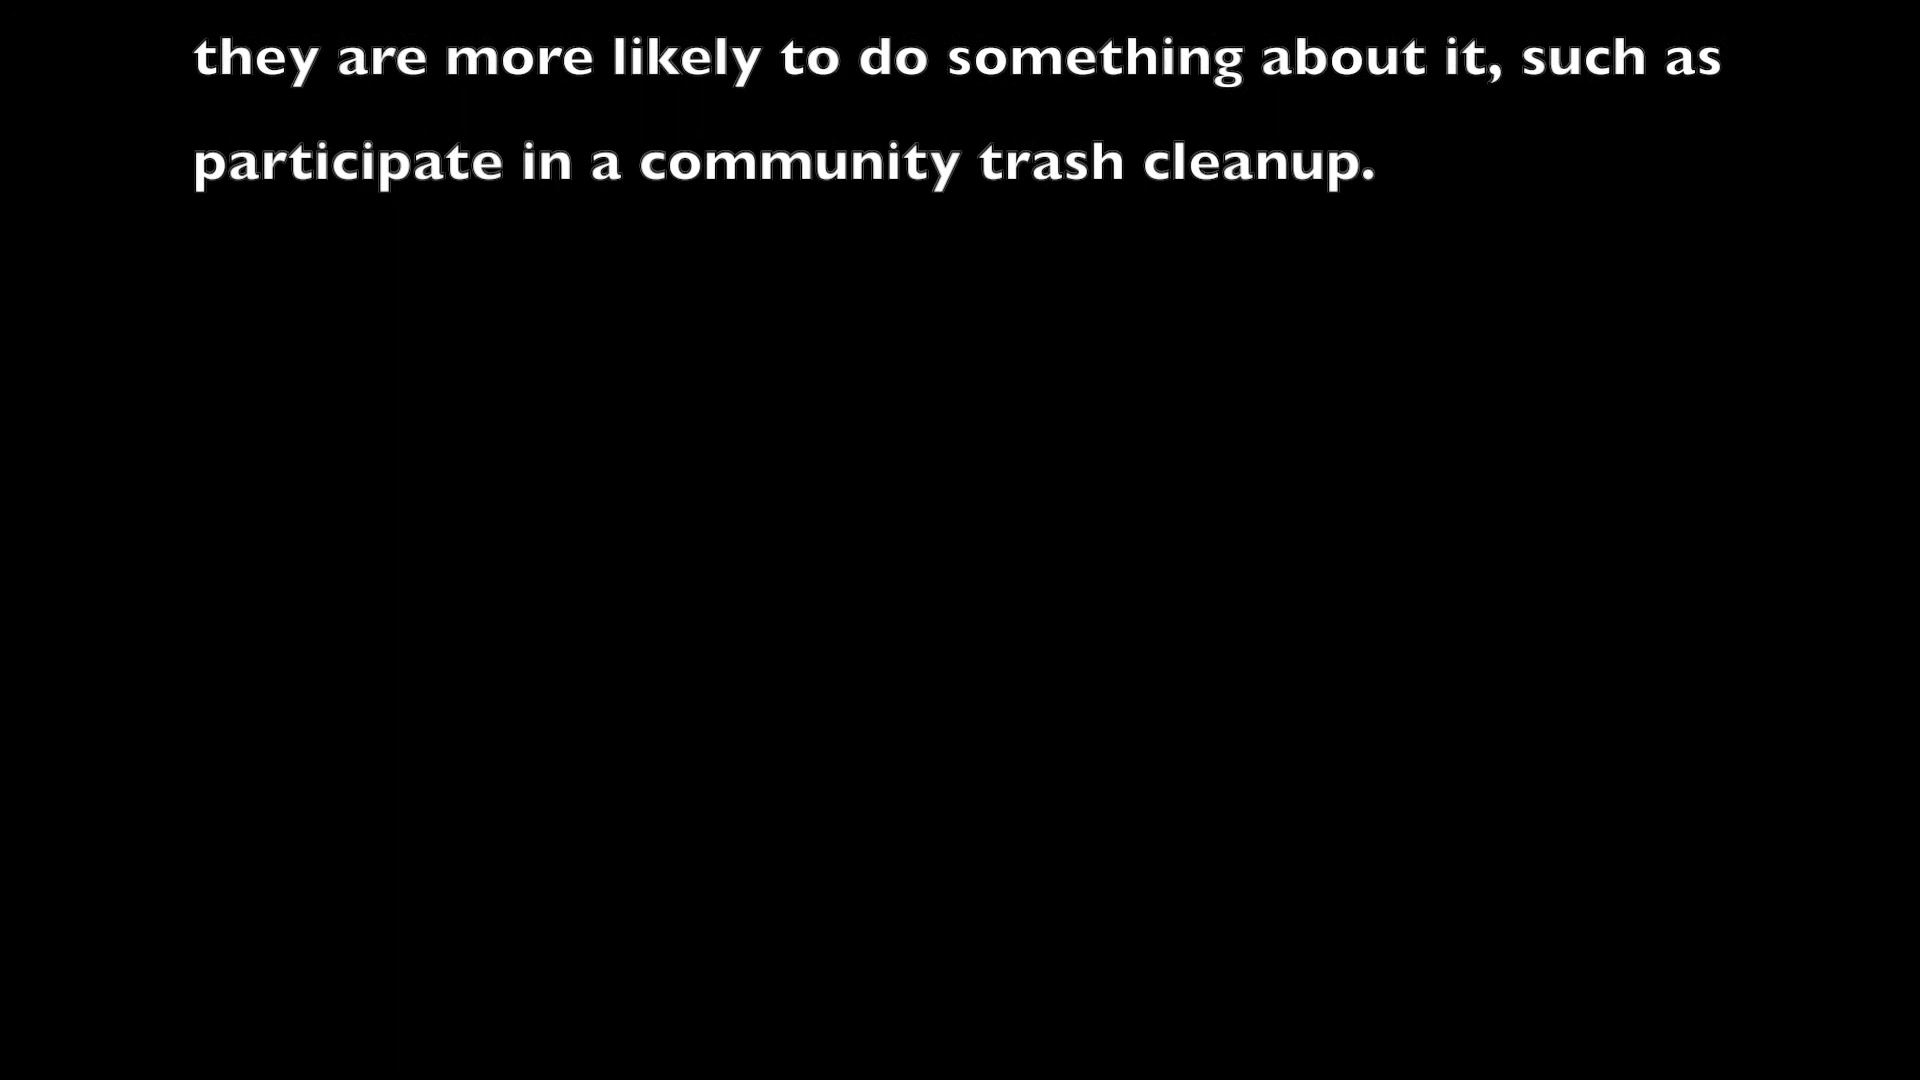 they are more likely to do something about it, such as
participate in a community trash cleanup.